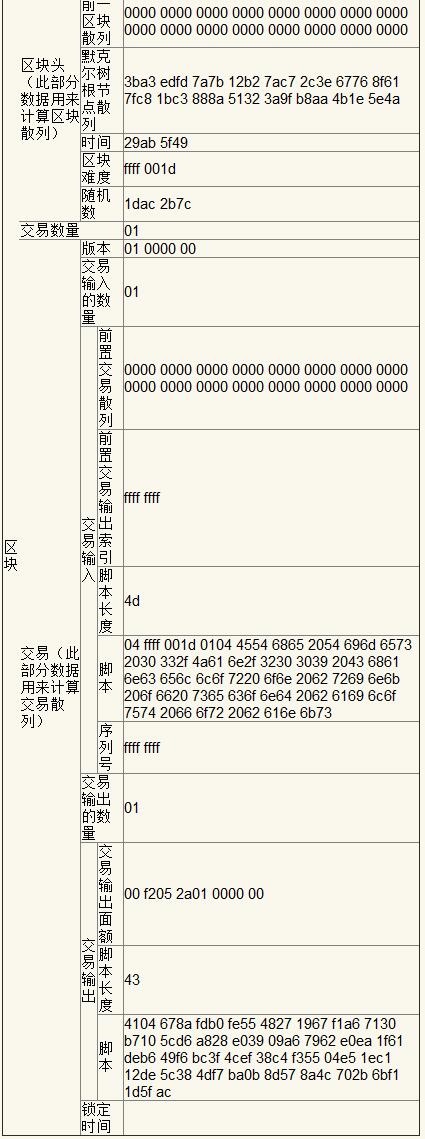 前一
区块
散列
0000 0000 0000 0000 0000 0000 0000 0000
0000 0000 0000 0000 0000 0000 0000 0000
区块头
（此部分
数据用来
计算区块
散列）
默克
尔树
根节
点散
列
3ba3 edfd 7a7b 12b2 7ac7 2c3e 6776 8f61
7fc8 1bc3 888a 5132 3a9f b8aa 4b1e 5e4a
时间
29ab 5f49
区块
难度
ffff 001d
随机
数
1dac 2b7c
交易数量
01
版本
01 0000 00
交易
输入
的数
量
01
区
块
交易（此
部分数据
用来计算
交易散
列）
交
易
输
入
前
置
交
易
散
列
0000 0000 0000 0000 0000 0000 0000 0000
0000 0000 0000 0000 0000 0000 0000 0000
前
置
交
易
输
出
索
引
ffff ffff
脚
本
长
度
4d
脚
本
04 ffff 001d 0104 4554 6865 2054 696d 6573
2030 332f 4a61 6e2f 3230 3039 2043 6861
6e63 656c 6c6f 7220 6f6e 2062 7269 6e6b
206f 6620 7365 636f 6e64 2062 6169 6c6f
7574 2066 6f72 2062 616e 6b73
序
列
号
ffff ffff
交易
输出
的数
量
01
交
易
输
出
交
易
输
出
面
额
00 f205 2a01 0000 00
脚
本
长
度
43
脚
本
4104 678a fdb0 fe55 4827 1967 f1a6 7130
b710 5cd6 a828 e039 09a6 7962 e0ea 1f61
deb6 49f6 bc3f 4cef 38c4 f355 04e5 1ec1
12de 5c38 4df7 ba0b 8d57 8a4c 702b 6bf1
1d5f ac
锁定
时间